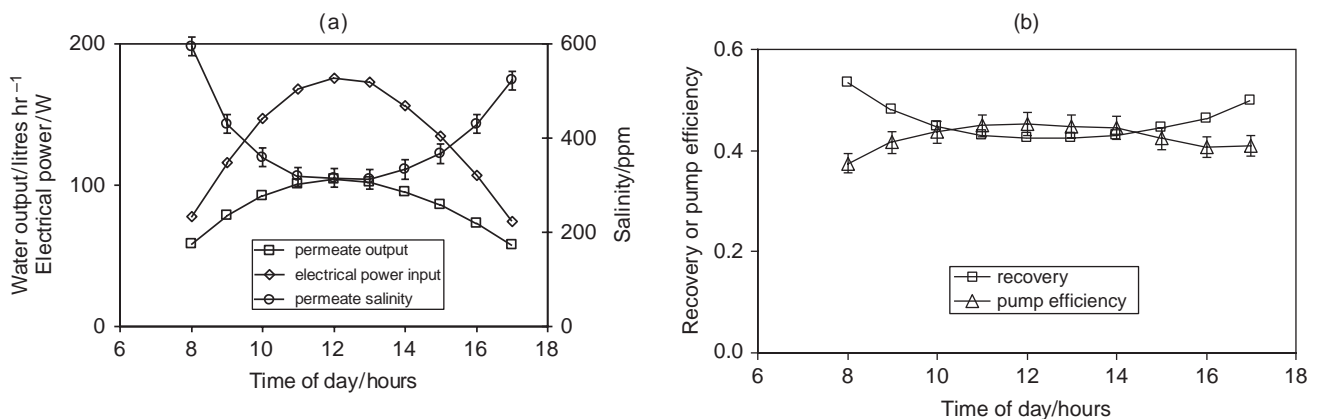 (a)
Water output/litres hr⁻¹
Electrical power/W
200
100
0
600
400
200
0
Salinity/ppm
permeate output
electrical power input
permeate salinity
6 8 10 12 14 16 18
Time of day/hours
(b)
Recovery or pump efficiency
0.6
0.4
0.2
0.0
recovery
pump efficiency
6 8 10 12 14 16 18
Time of day/hours